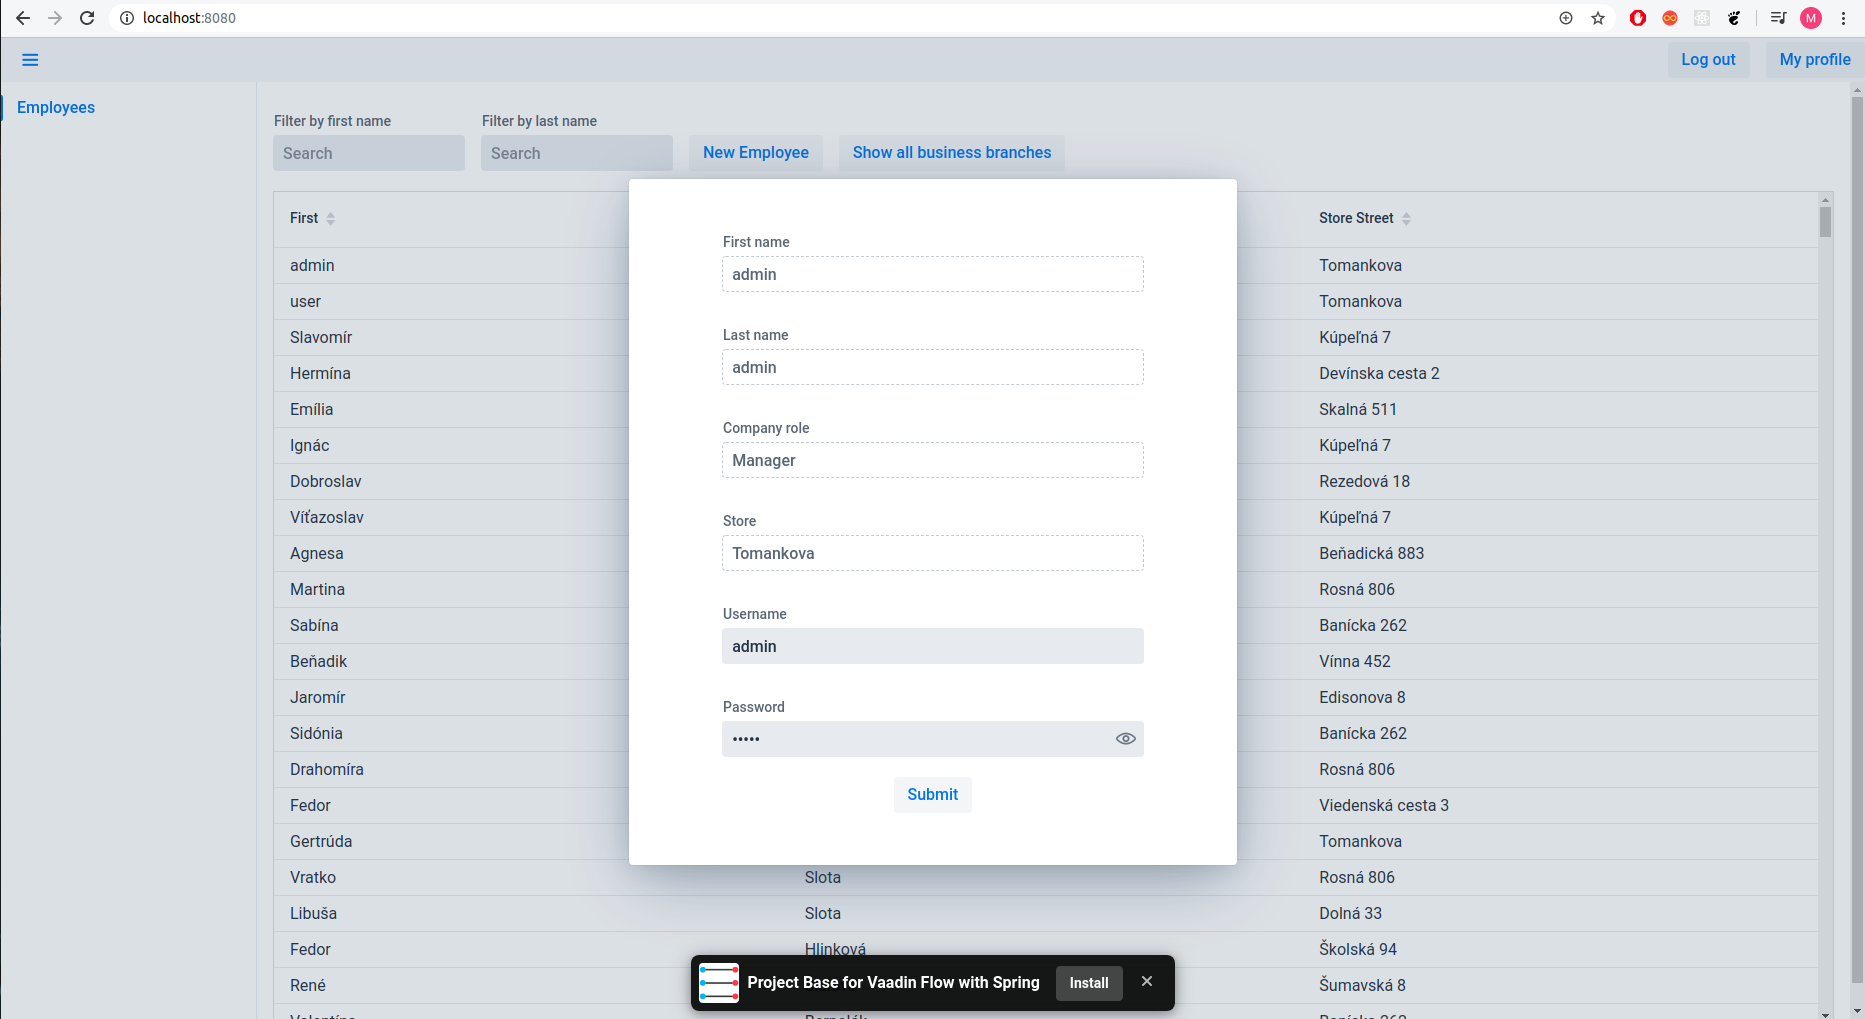 localhost:8080
M
Log out
My profile
Employees
Filter by first name
Filter by last name
Search
Search
New Employee
Show all business branches
First
Store Street
admin
Tomankova
user
Tomankova
Slavomír
Kúpeľná 7
Hermína
Devínska cesta 2
Emília
Skalná 511
Ignác
Kúpeľná 7
Dobroslav
Rezedová 18
Víťazoslav
Kúpeľná 7
Agnesa
Beňadická 883
Martina
Rosná 806
Sabína
Banícka 262
Beňadik
Vínna 452
Jaromír
Edisonova 8
Sidónia
Banícka 262
Drahomíra
Rosná 806
Fedor
Viedenská cesta 3
Gertrúda
Tomankova
Vratko
Slota
Rosná 806
Libuša
Slota
Dolná 33
Fedor
Hlinková
Školská 94
René
Šumavská 8
First name
admin
Last name
admin
Company role
Manager
Store
Tomankova
Username
admin
Password
•••••
Submit
Project Base for Vaadin Flow with Spring
Install